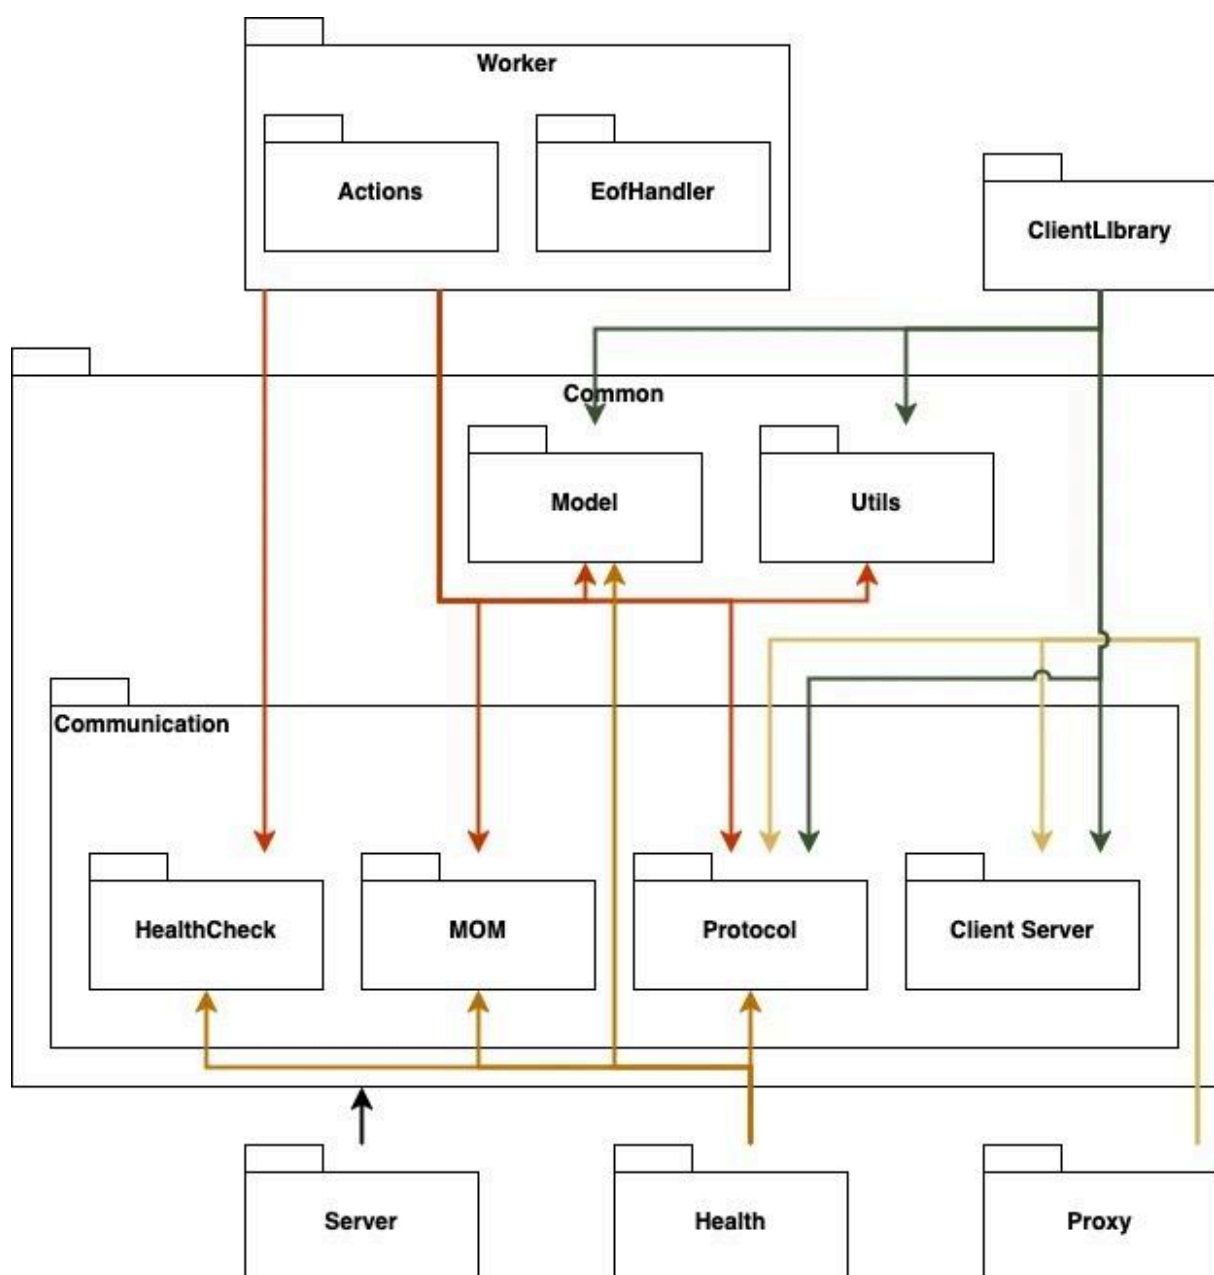 Worker
Actions
EofHandler
ClientLIbrary
Common
Model
Utils
Communication
HealthCheck
MOM
Protocol
Client Server
Server
Health
Proxy